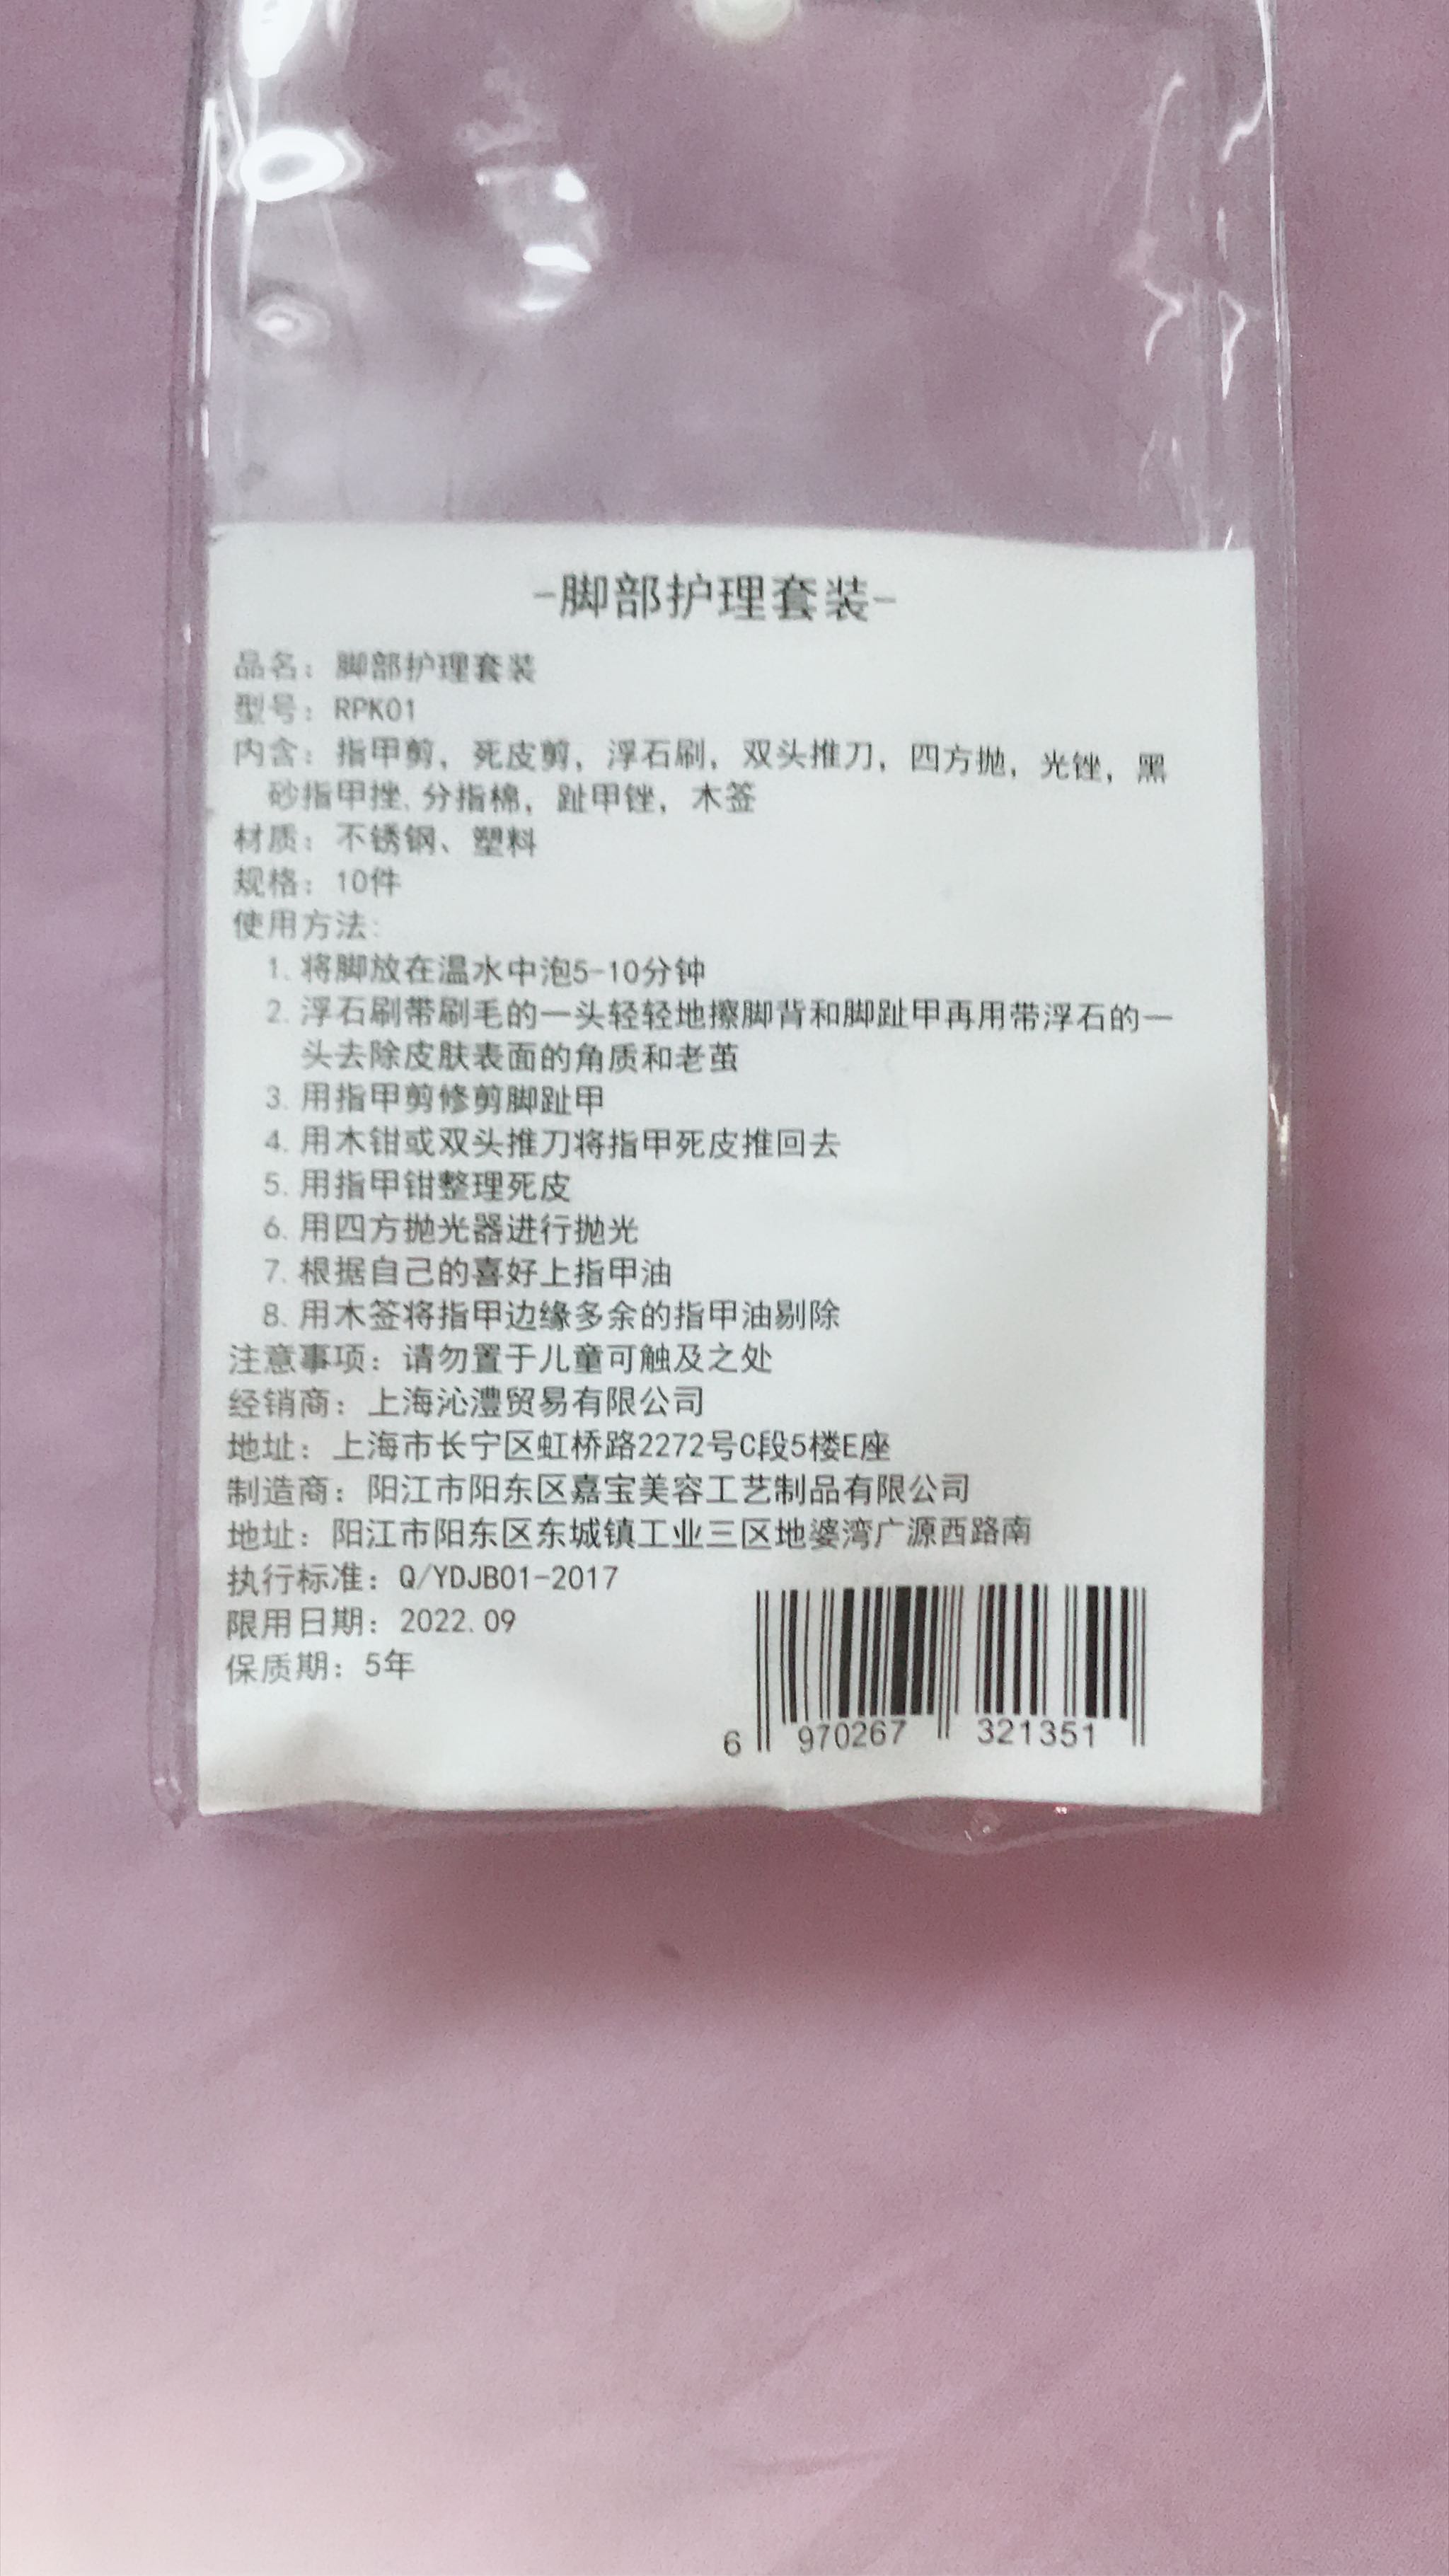 -脚部护理套装-
品名：脚部护理套装
型号：RPK01
内含：指甲剪，死皮剪，浮石刷，双头推刀，四方抛，光锉，黑
砂指甲挫，分指棉，趾甲锉，木签
材质：不锈钢、塑料
规格：10件
使用方法：
1. 将脚放在温水中泡5-10分钟
2. 浮石刷带刷毛的一头轻轻地擦脚背和脚趾甲再用带浮石的一
头去除皮肤表面的角质和老茧
3. 用指甲剪修剪脚趾甲
4. 用木钳或双头推刀将指甲死皮推回去
5. 用指甲钳整理死皮
6. 用四方抛光器进行抛光
7. 根据自己的喜好上指甲油
8. 用木签将指甲边缘多余的指甲油剔除
注意事项：请勿置于儿童可触及之处
经销商：上海沁澧贸易有限公司
地址：上海市长宁区虹桥路2272号C段5楼E座
制造商：阳江市阳东区嘉宝美容工艺制品有限公司
地址：阳江市阳东区东城镇工业三区地婆湾广源西路南
执行标准：Q/YDJB01-2017
限用日期：2022.09
保质期：5年
6 970267 321351